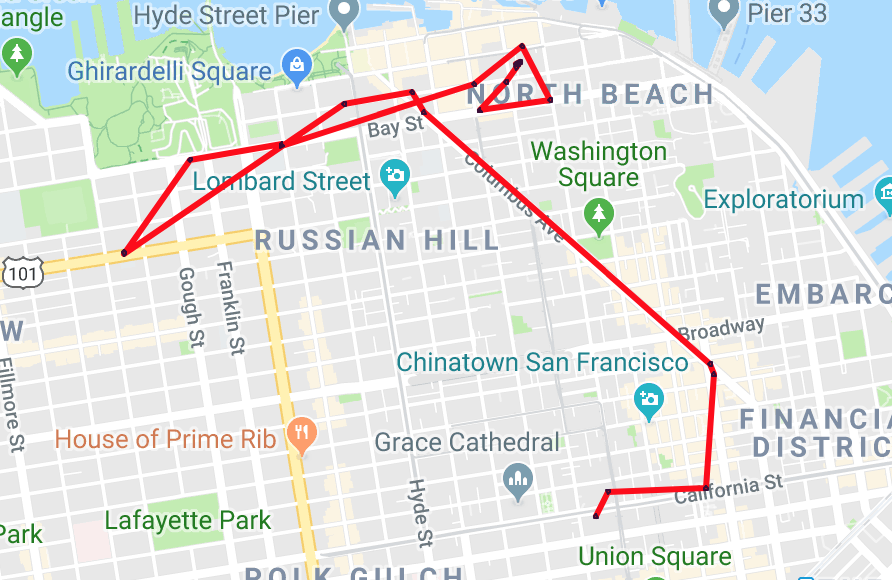 Hyde Street Pier
Pier 33
angle
Ghirardelli Square
NORTH BEACH
Bay St
Washington
Square
Lombard Street
Columbus Ave
Exploratorium
RUSSIAN HILL
101
Gough St
Franklin St
EMBARC
W
Broadway
Fillmore St
Chinatown San Francisco
FINANCIA
DISTRIC
House of Prime Rib
Grace Cathedral
Hyde St
California St
Lafayette Park
Park
Union Square
POLK GULCH